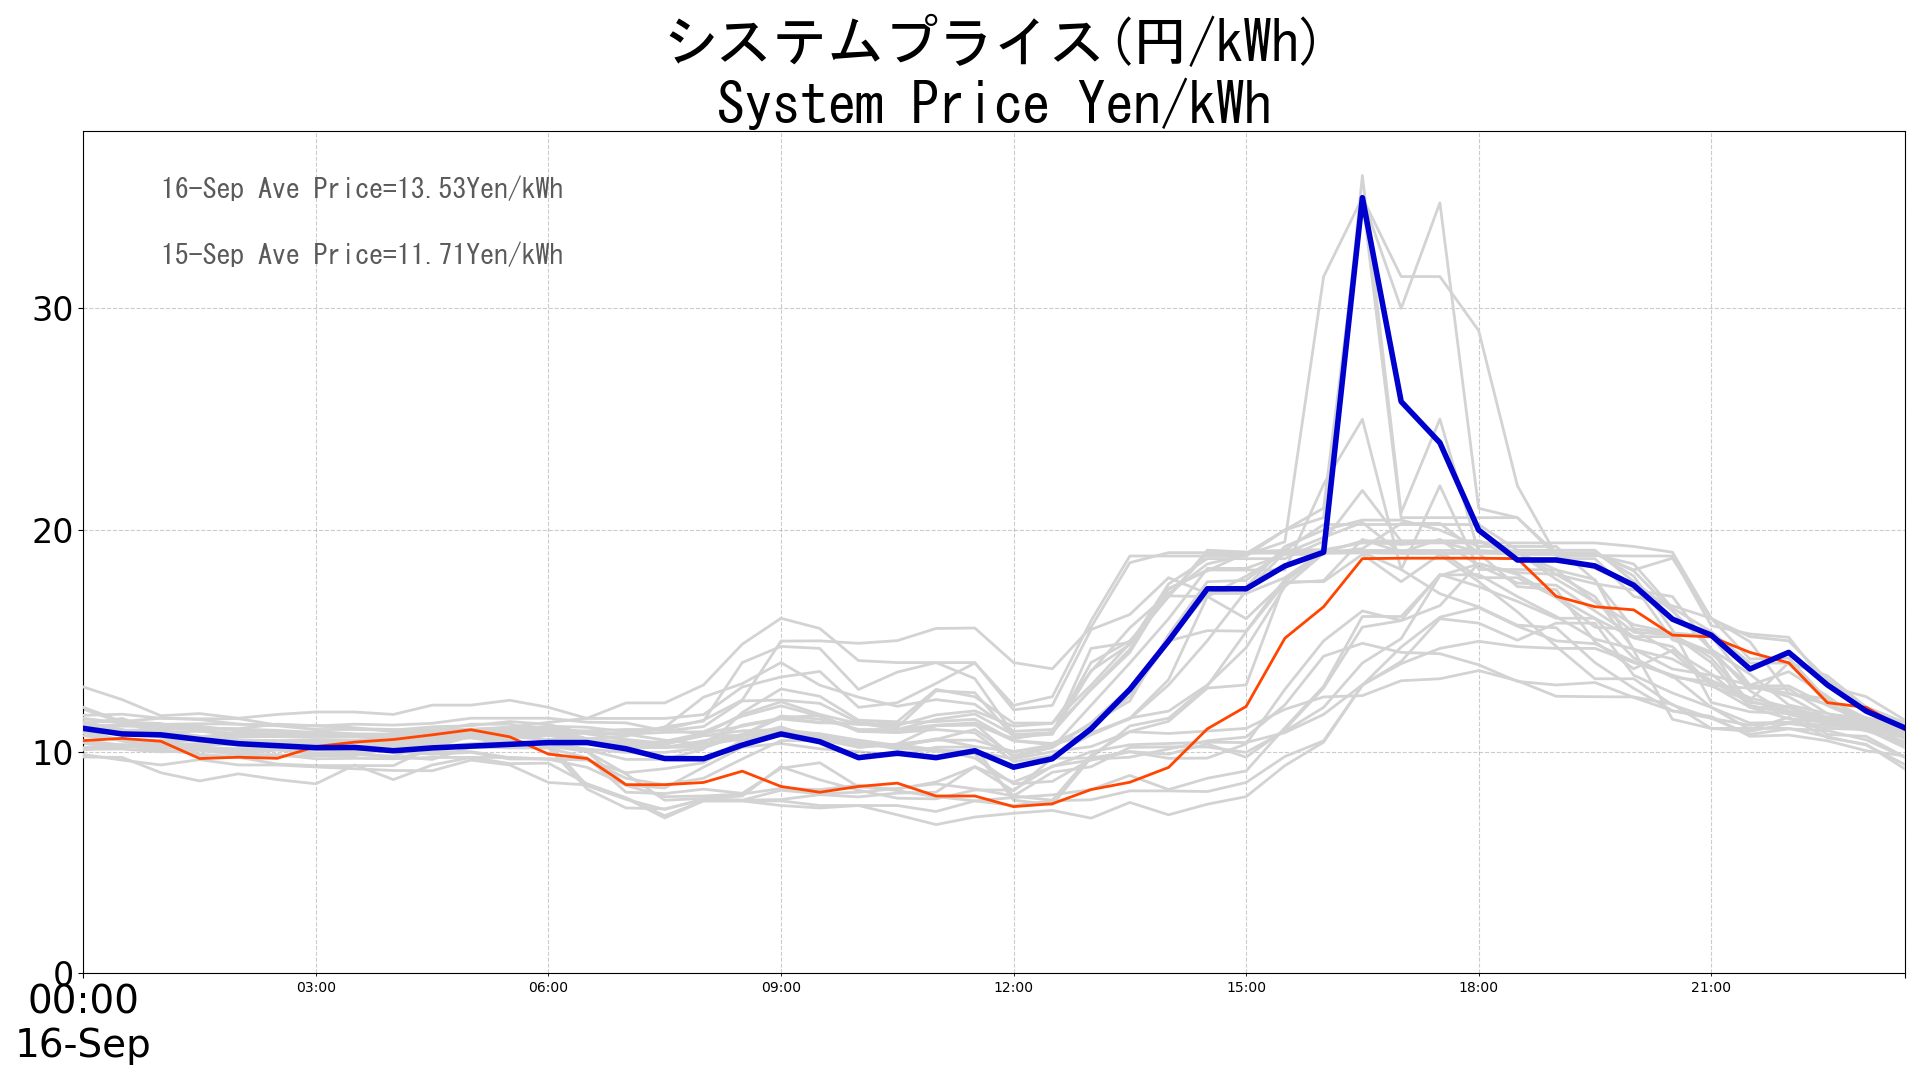 システムプライス(円/kWh)
System Price Yen/kWh
16-Sep Ave Price=13.53Yen/kWh
15-Sep Ave Price=11.71Yen/kWh
30
20
10
0
00:00
03:00
06:00
09:00
12:00
15:00
18:00
21:00
16-Sep